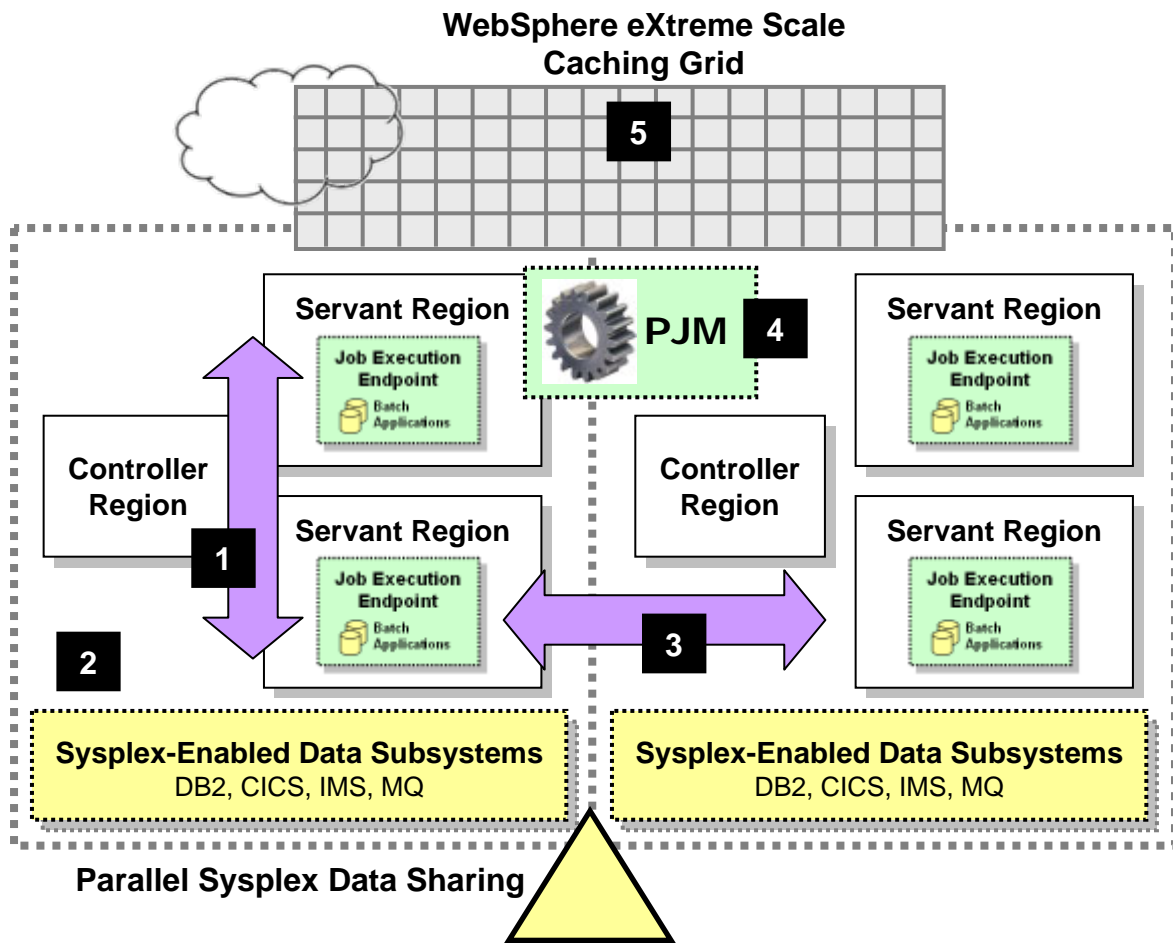 WebSphere eXtreme Scale
Caching Grid
5
Servant Region
Job Execution
Endpoint
Batch
Applications
PJM
4
Servant Region
Job Execution
Endpoint
Batch
Applications
Controller
Region
1
Servant Region
Job Execution
Endpoint
Batch
Applications
Controller
Region
3
Servant Region
Job Execution
Endpoint
Batch
Applications
2
Sysplex-Enabled Data Subsystems
DB2, CICS, IMS, MQ
Sysplex-Enabled Data Subsystems
DB2, CICS, IMS, MQ
Parallel Sysplex Data Sharing